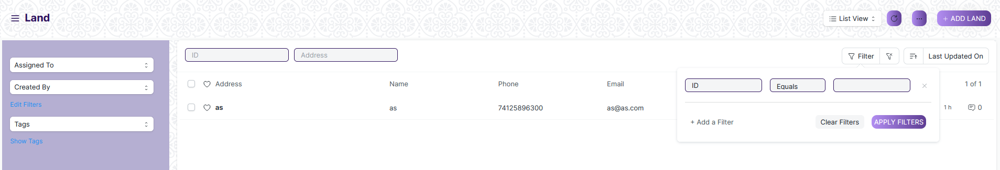 Land
List View
...
+ ADD LAND
Assigned To
Created By
Edit Filters
Tags
Show Tags
ID
Address
Filter
Last Updated On
Address Name Phone Email 1 of 1
as as 74125896300 as@as.com 1 h 0
ID Equals
+ Add a Filter Clear Filters APPLY FILTERS